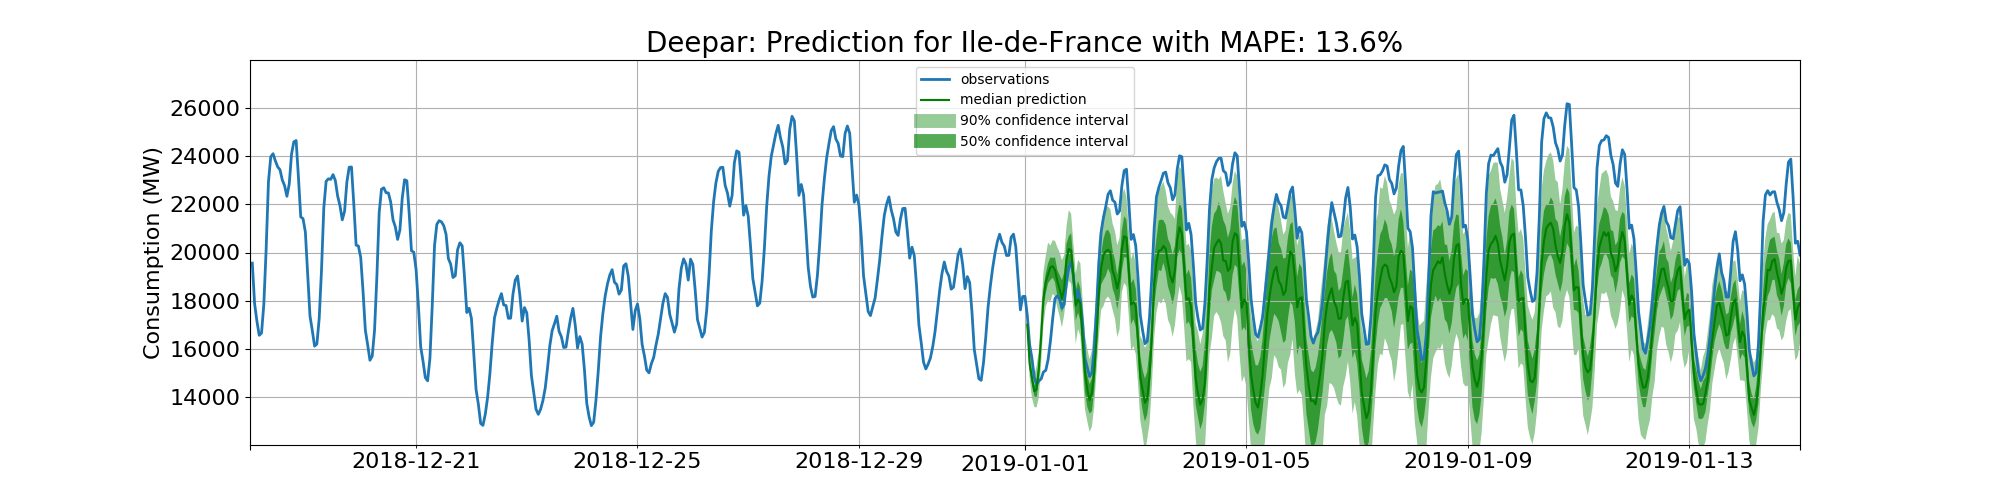 Deepar: Prediction for Ile-de-France with MAPE: 13.6%
observations
median prediction
90% confidence interval
50% confidence interval
Consumption (MW)
26000
24000
22000
20000
18000
16000
14000
2018-12-21
2018-12-25
2018-12-29
2019-01-01
2019-01-05
2019-01-09
2019-01-13